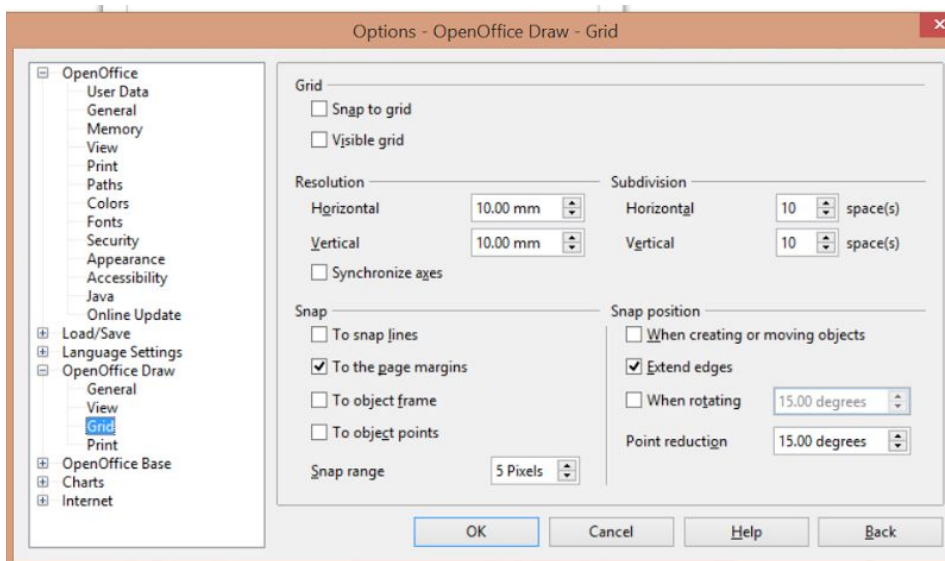 Options - OpenOffice Draw - Grid
OpenOffice
User Data
General
Memory
View
Print
Paths
Colors
Fonts
Security
Appearance
Accessibility
Java
Online Update
Load/Save
Language Settings
OpenOffice Draw
General
View
Grid
Print
OpenOffice Base
Charts
Internet
Grid
Snap to grid
Visible grid
Resolution
Horizontal 10.00 mm
Vertical 10.00 mm
Synchronize axes
Subdivision
Horizontal 10 space(s)
Vertical 10 space(s)
Snap
To snap lines
To the page margins
To object frame
To object points
Snap range 5 Pixels
Snap position
When creating or moving objects
Extend edges
When rotating 15.00 degrees
Point reduction 15.00 degrees
OK Cancel Help Back